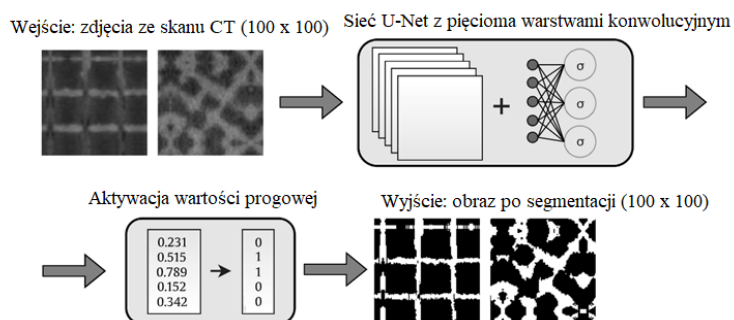 Wejście: zdjęcia ze skanu CT (100 x 100)
Sieć U-Net z pięcioma warstwami konwolucyjnym
+
σ
σ
σ
Aktywacja wartości progowej
0.231
0.515
0.789
0.152
0.342
0
1
1
0
0
Wyjście: obraz po segmentacji (100 x 100)